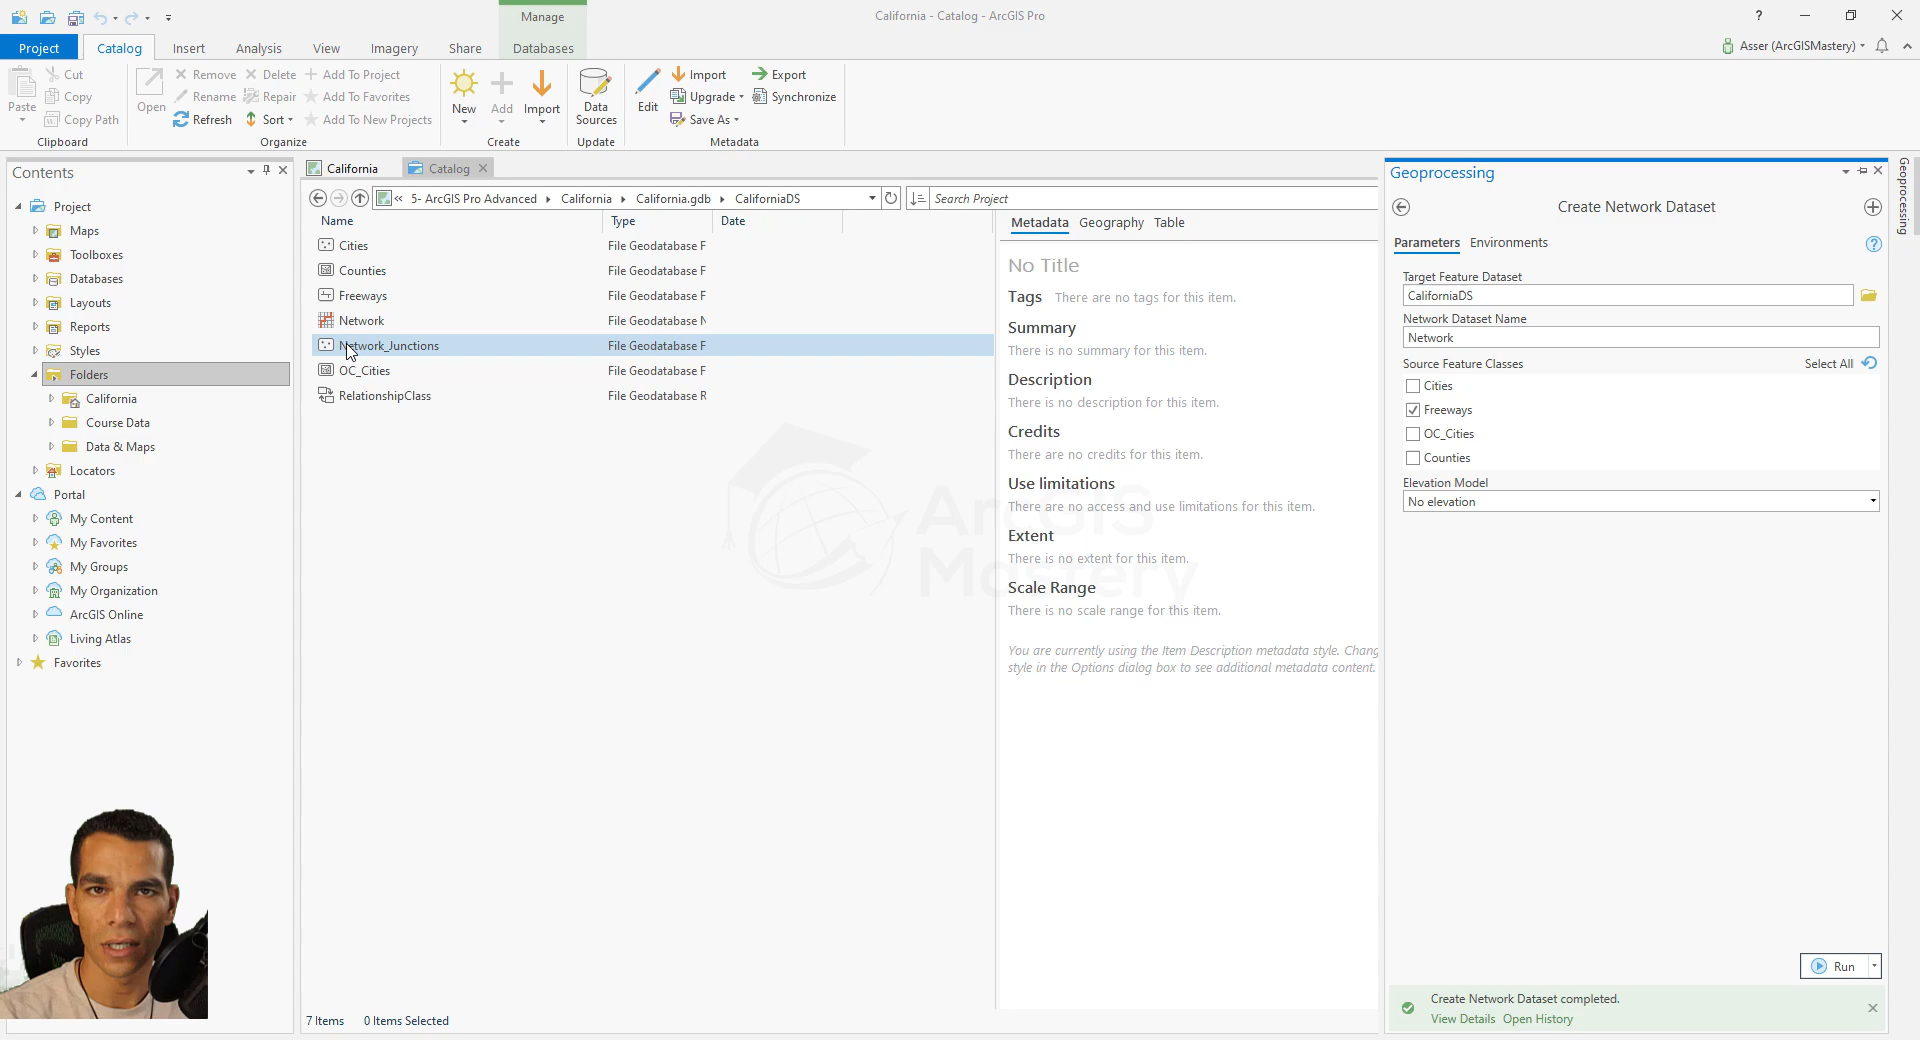 California - Catalog - ArcGIS Pro
Manage
Project Catalog Insert Analysis View Imagery Share Databases
Asser (ArcGISMastery)
Paste Cut Copy Copy Path
Clipboard
Open Remove Rename Refresh Delete Repair Sort Add To Project Add To Favorites Add To New Projects
Organize
New Add Import
Create
Data Sources
Update
Edit Import Upgrade Save As Export Synchronize
Metadata
Contents
Project
Maps
Toolboxes
Databases
Layouts
Reports
Styles
Folders
California
Course Data
Data & Maps
Locators
Portal
My Content
My Favorites
My Groups
My Organization
ArcGIS Online
Living Atlas
Favorites
California Catalog
« 5- ArcGIS Pro Advanced California California.gdb CaliforniaDS
Search Project
Name Type Date
Cities File Geodatabase F
Counties File Geodatabase F
Freeways File Geodatabase F
Network File Geodatabase N
Network_Junctions File Geodatabase F
OC_Cities File Geodatabase F
RelationshipClass File Geodatabase R
7 Items 0 Items Selected
Metadata Geography Table
No Title
Tags There are no tags for this item.
Summary
There is no summary for this item.
Description
There is no description for this item.
Credits
There are no credits for this item.
Use limitations
There are no access and use limitations for this item.
Extent
There is no extent for this item.
Scale Range
There is no scale range for this item.
You are currently using the Item Description metadata style. Chang
style in the Options dialog box to see additional metadata content.
ArcGIS
Mastery
Geoprocessing
Create Network Dataset
Parameters Environments
Target Feature Dataset
CaliforniaDS
Network Dataset Name
Network
Source Feature Classes Select All
Cities
Freeways
OC_Cities
Counties
Elevation Model
No elevation
Run
Create Network Dataset completed.
View Details Open History
Geoprocessing